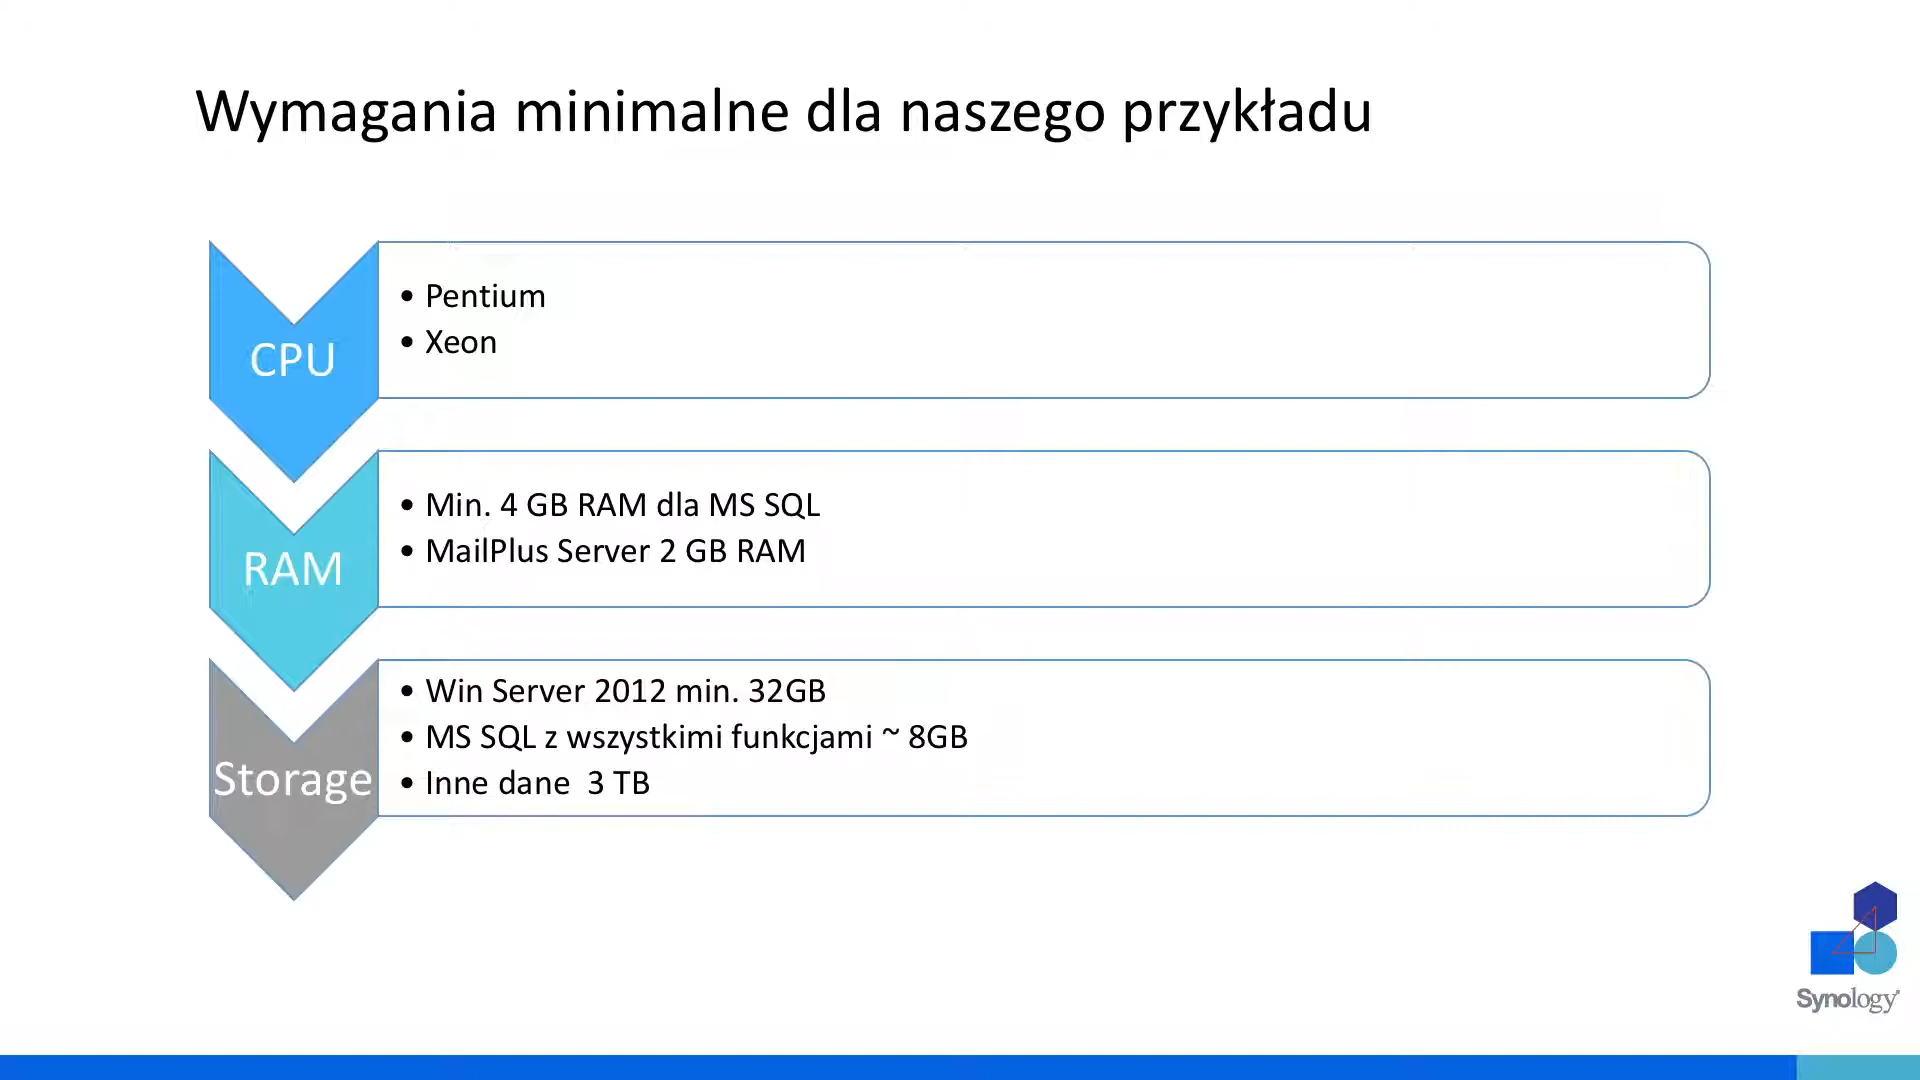 Wymagania minimalne dla naszego przykładu
CPU
• Pentium
• Xeon
RAM
• Min. 4 GB RAM dla MS SQL
• MailPlus Server 2 GB RAM
Storage
• Win Server 2012 min. 32GB
• MS SQL z wszystkimi funkcjami ~ 8GB
• Inne dane  3 TB
Synology